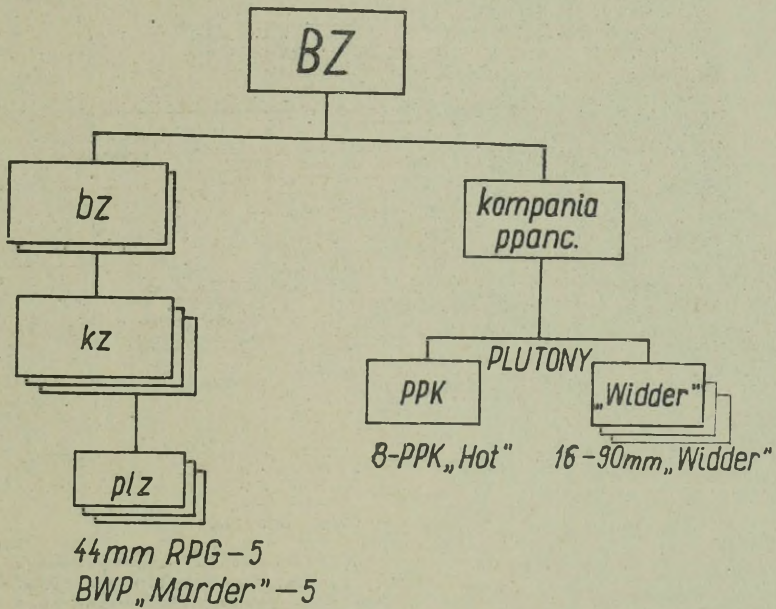 BZ
bz
kompania
ppanc.
kz
PLUTONY
PPK
„Widder”
8-PPK„Hot”
16-90mm„Widder”
plz
44mm RPG-5
BWP„Marder”-5